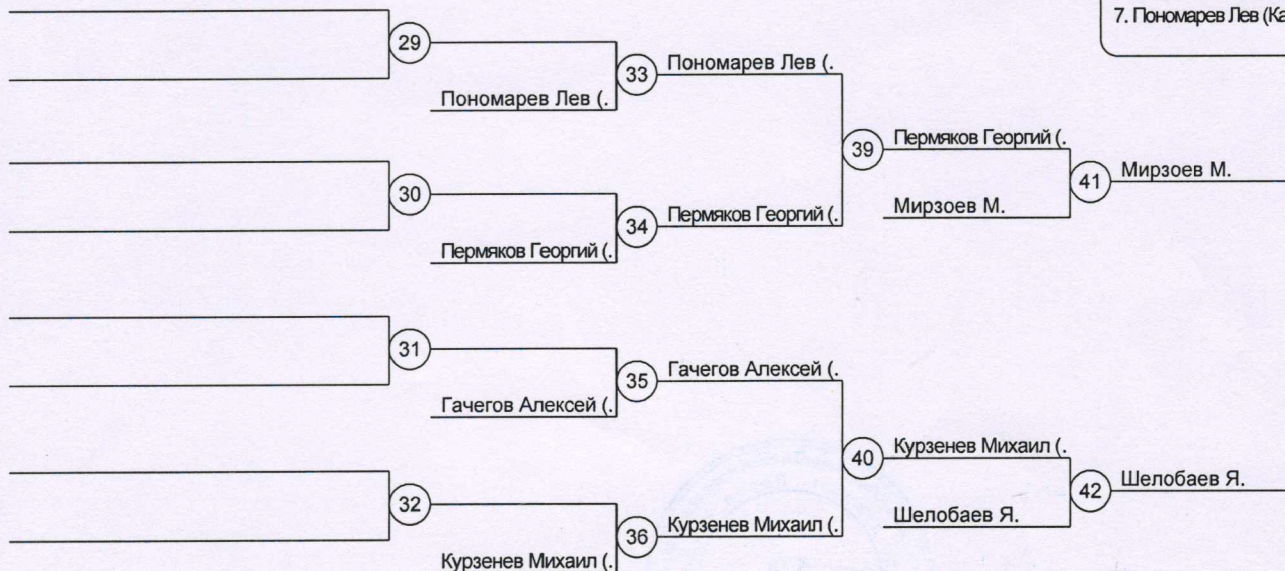 7. Пономарев Лев (Ка
29
33
Пономарев Лев (.
Пономарев Лев (.
39
Пермяков Георгий (.
41
Мирзоев М.
30
Мирзоев М.
34
Пермяков Георгий (.
Пермяков Георгий (.
31
35
Гачегов Алексей (.
Гачегов Алексей (.
40
Курзенев Михаил (.
32
42
Шелобаев Я.
Шелобаев Я.
36
Курзенев Михаил (.
Курзенев Михаил (.